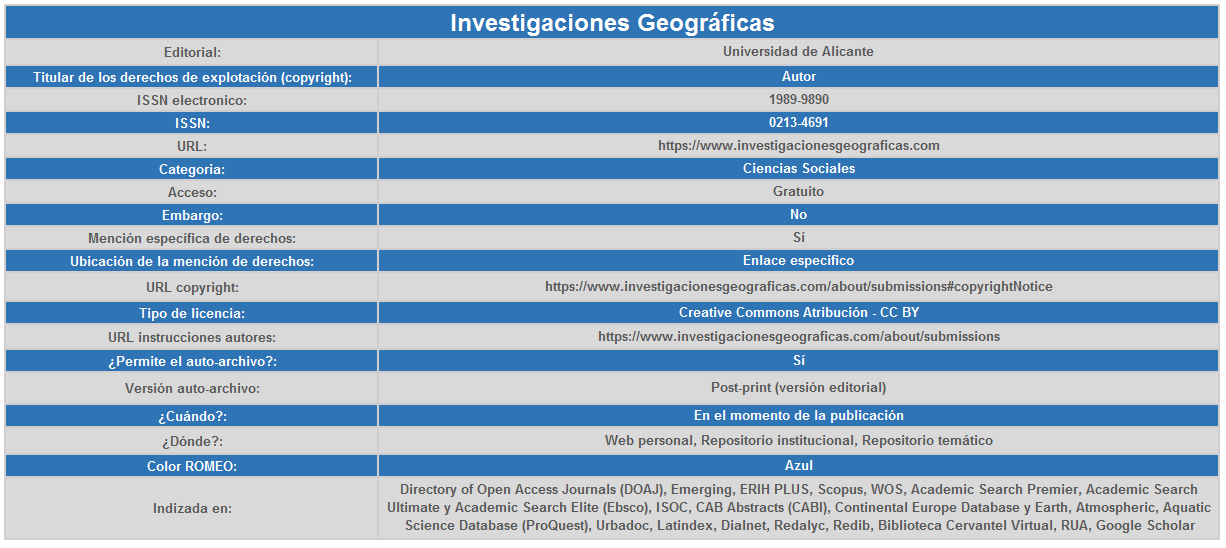 Investigaciones Geográficas
Editorial: Universidad de Alicante
Titular de los derechos de explotación (copyright): Autor
ISSN electronico: 1989-9890
ISSN: 0213-4691
URL: https://www.investigacionesgeograficas.com
Categoria: Ciencias Sociales
Acceso: Gratuito
Embargo: No
Mención específica de derechos: Sí
Ubicación de la mención de derechos: Enlace especifico
URL copyright: https://www.investigacionesgeograficas.com/about/submissions#copyrightNotice
Tipo de licencia: Creative Commons Atribución - CC BY
URL instrucciones autores: https://www.investigacionesgeograficas.com/about/submissions
¿Permite el auto-archivo?: Sí
Versión auto-archivo: Post-print (versión editorial)
¿Cuándo?: En el momento de la publicación
¿Dónde?: Web personal, Repositorio institucional, Repositorio temático
Color ROMEO: Azul
Indizada en: Directory of Open Access Journals (DOAJ), Emerging, ERIH PLUS, Scopus, WOS, Academic Search Premier, Academic Search
Ultimate y Academic Search Elite (Ebsco), ISOC, CAB Abstracts (CABI), Continental Europe Database y Earth, Atmospheric, Aquatic
Science Database (ProQuest), Urbadoc, Latindex, Dialnet, Redalyc, Redib, Biblioteca Cervantel Virtual, RUA, Google Scholar